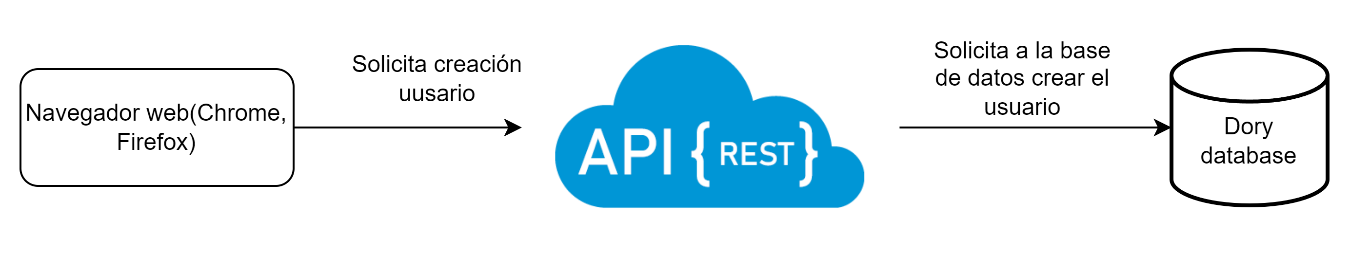 Navegador web(Chrome,
Firefox)
Solicita creación
uusario
API { REST }
Solicita a la base
de datos crear el
usuario
Dory
database